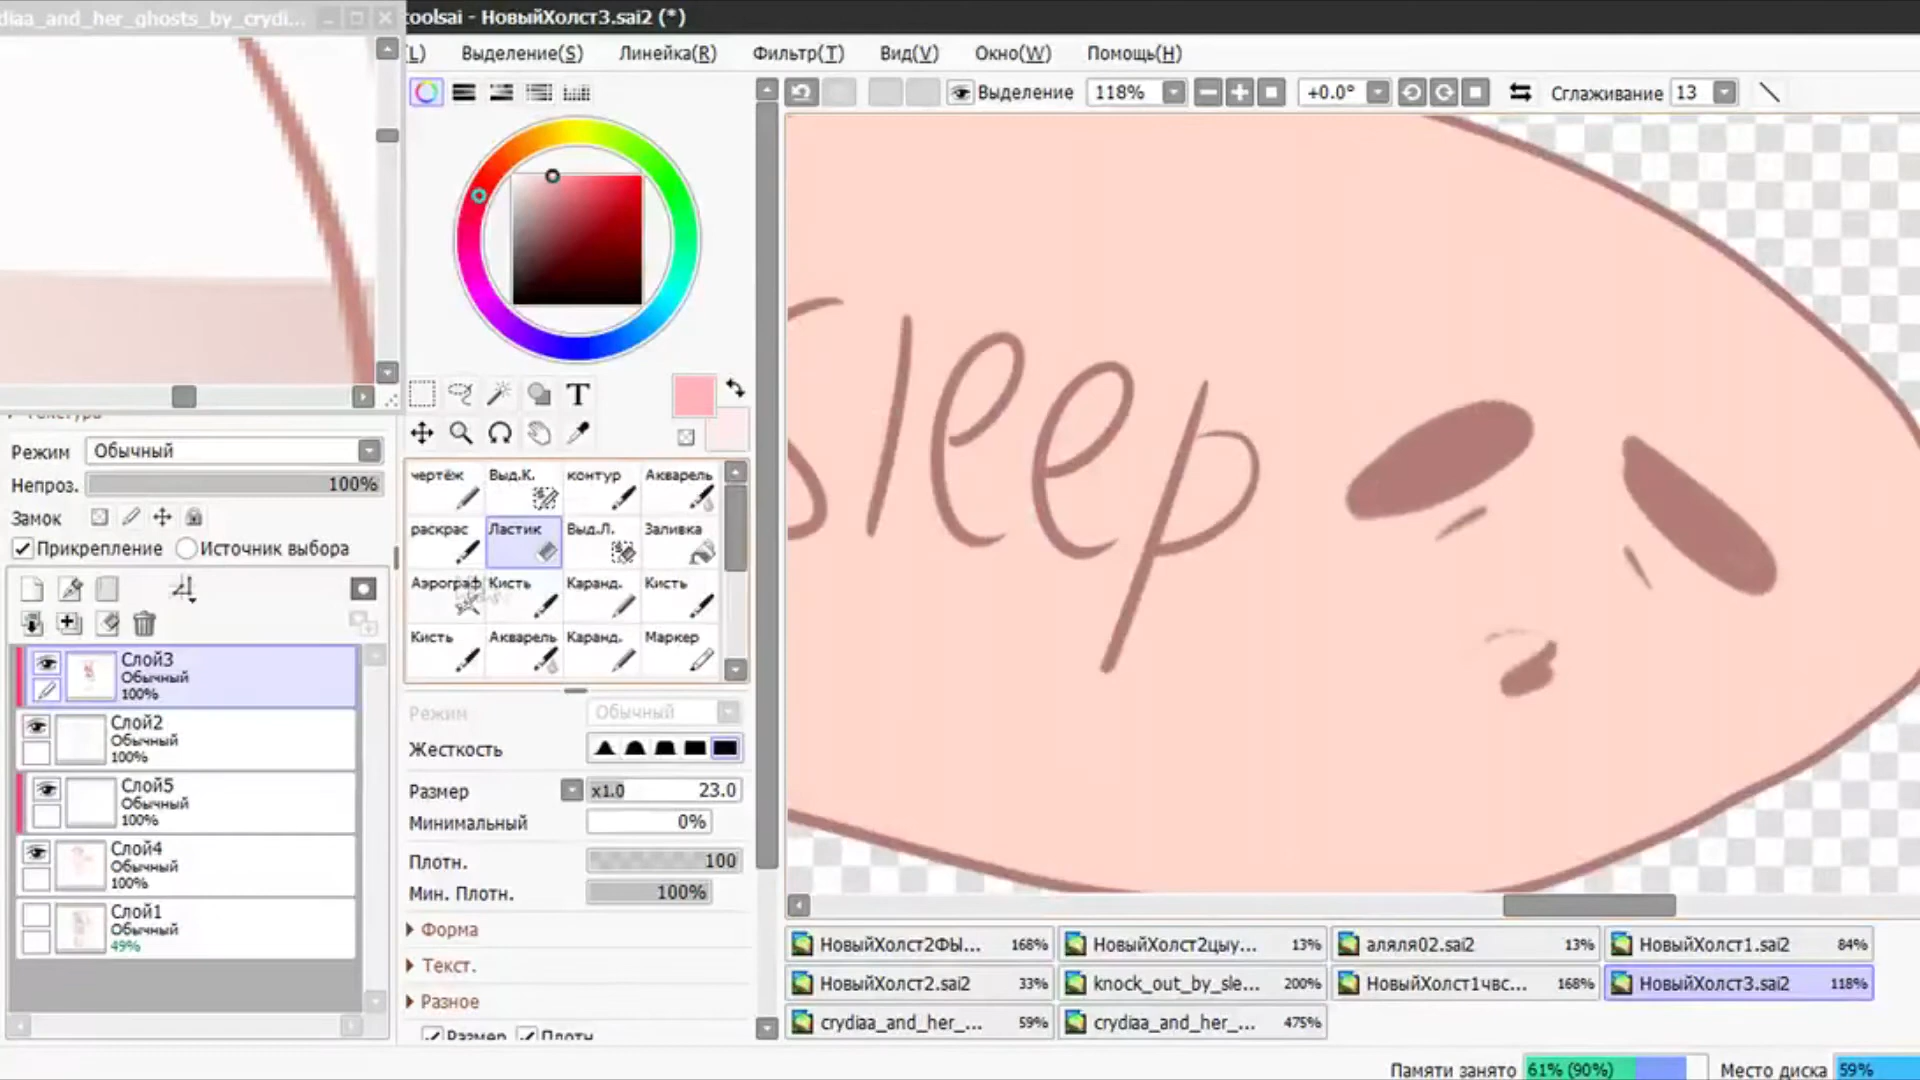 diaa_and_her_ghosts_by_crydi...
toolsai - НовыйХолст3.sai2 (*)
(L) Выделение(S) Линейка(R) Фильтр(T) Вид(V) Окно(W) Помощь(H)
Выделение 118% +0.0° Сглаживание 13
Sleep
T
Режим Обычный
Непроз. 100%
Замок
Прикрепление Источник выбора
Слой3
Обычный
100%
Слой2
Обычный
100%
Слой5
Обычный
100%
Слой4
Обычный
100%
Слой1
Обычный
49%
чертёж Выд.К. контур Акварель
раскрас Ластик Выд.Л. Заливка
Аэрограф Кисть Каранд. Кисть
Кисть Акварель Каранд. Маркер
Режим Обычный
Жесткость
Размер x1.0 23.0
Минимальный 0%
Плотн. 100
Мин. Плотн. 100%
Форма
Текст.
Разное
Размер Плотн
НовыйХолст2ФЫ... 168% НовыйХолст2цыу... 13% аляля02.sai2 13% НовыйХолст1.sai2 84%
НовыйХолст2.sai2 33% knock_out_by_sle... 200% НовыйХолст1чвс... 168% НовыйХолст3.sai2 118%
crydiaa_and_her_... 59% crydiaa_and_her_... 475%
Памяти занято 61% (90%) Место диска 59%